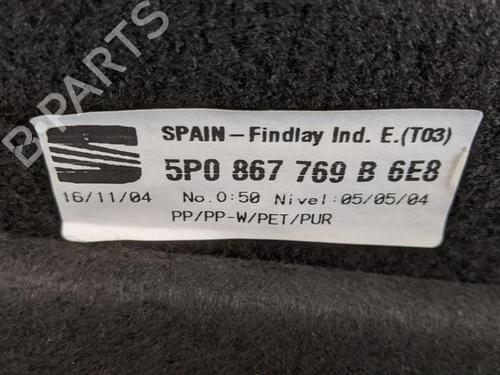 B PARTS
SPAIN - Findlay Ind. E.(T03)
5P0 867 769 B 6E8
16/11/04 No.O:50 Nivel:05/05/04
PP/PP-W/PET/PUR